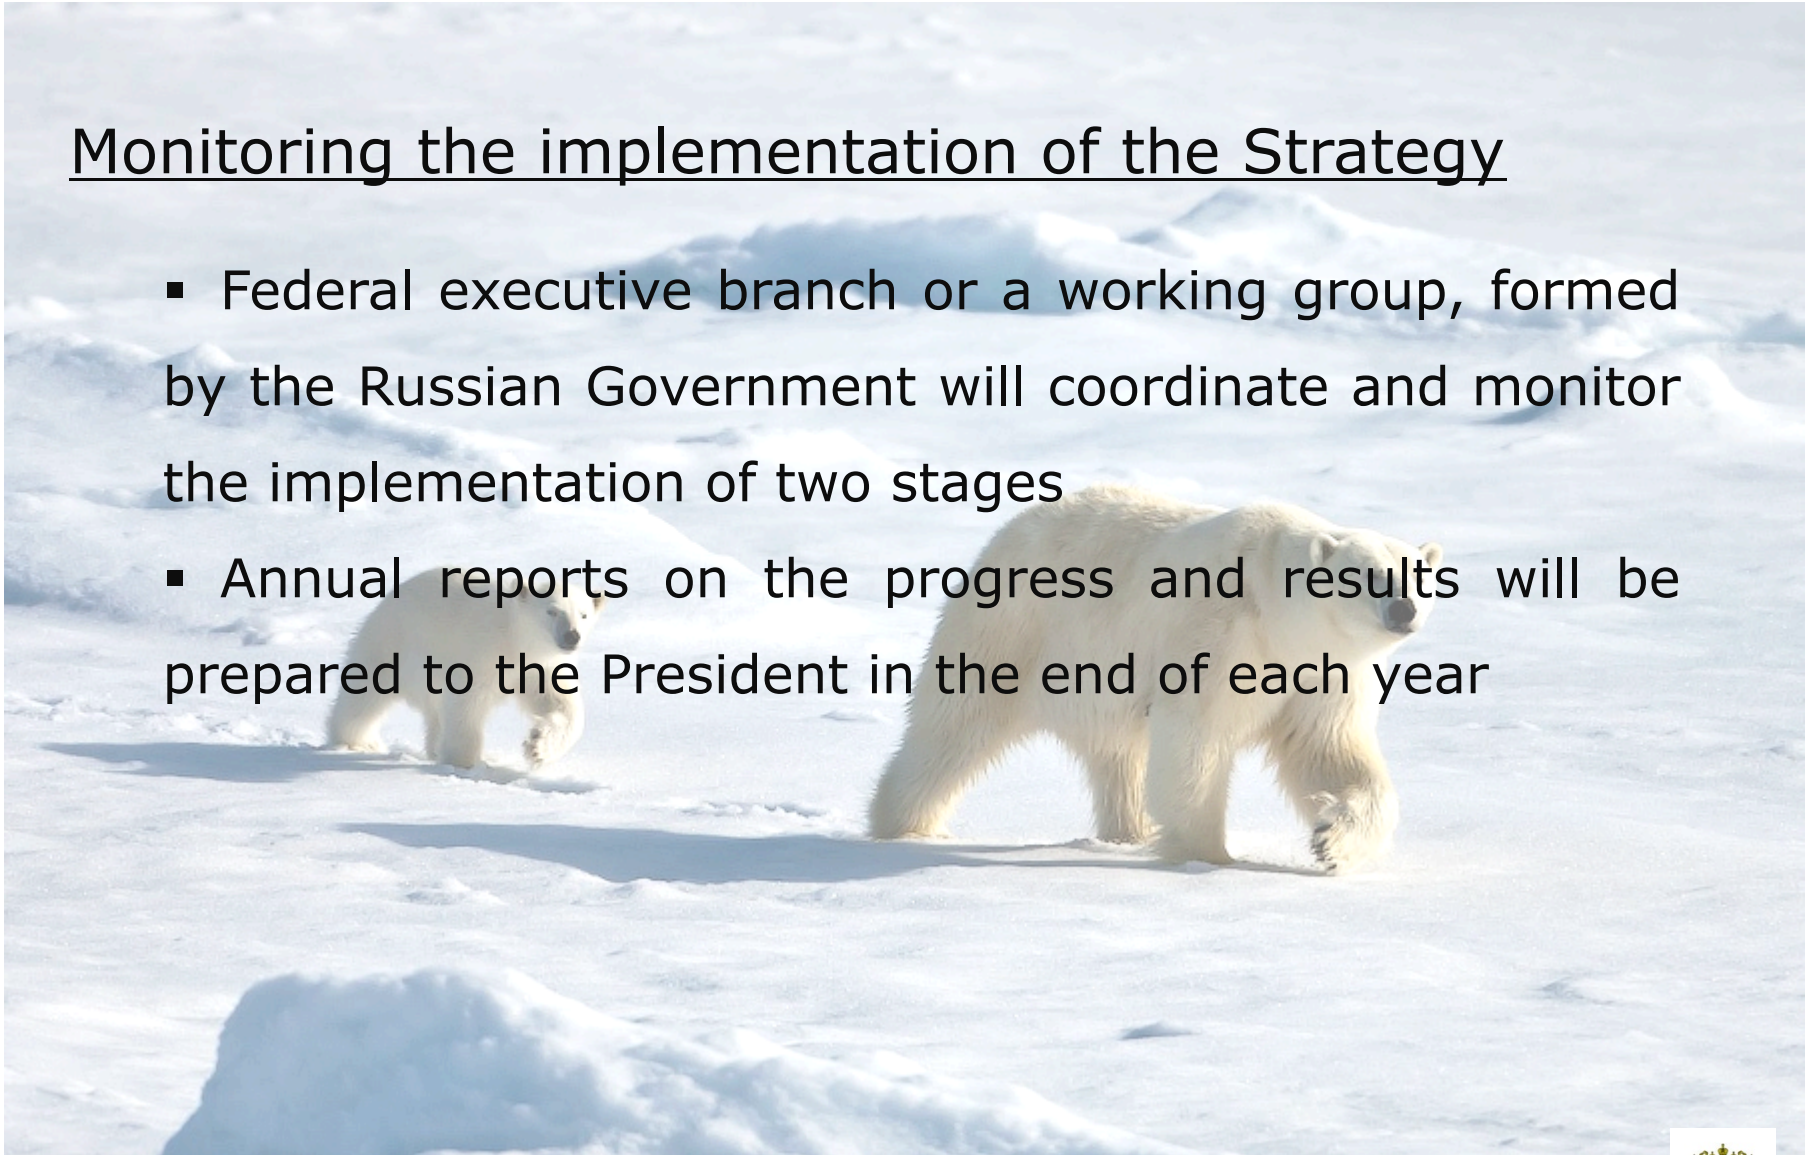 Monitoring the implementation of the Strategy
▪ Federal executive branch or a working group, formed
by the Russian Government will coordinate and monitor
the implementation of two stages
▪ Annual reports on the progress and results will be
prepared to the President in the end of each year